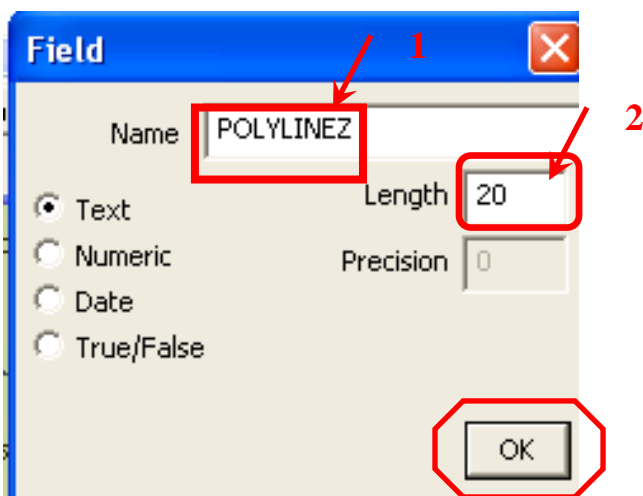 Field
1
2
Name POLYLINEZ
Text
Length 20
Numeric
Precision 0
Date
True/False
OK